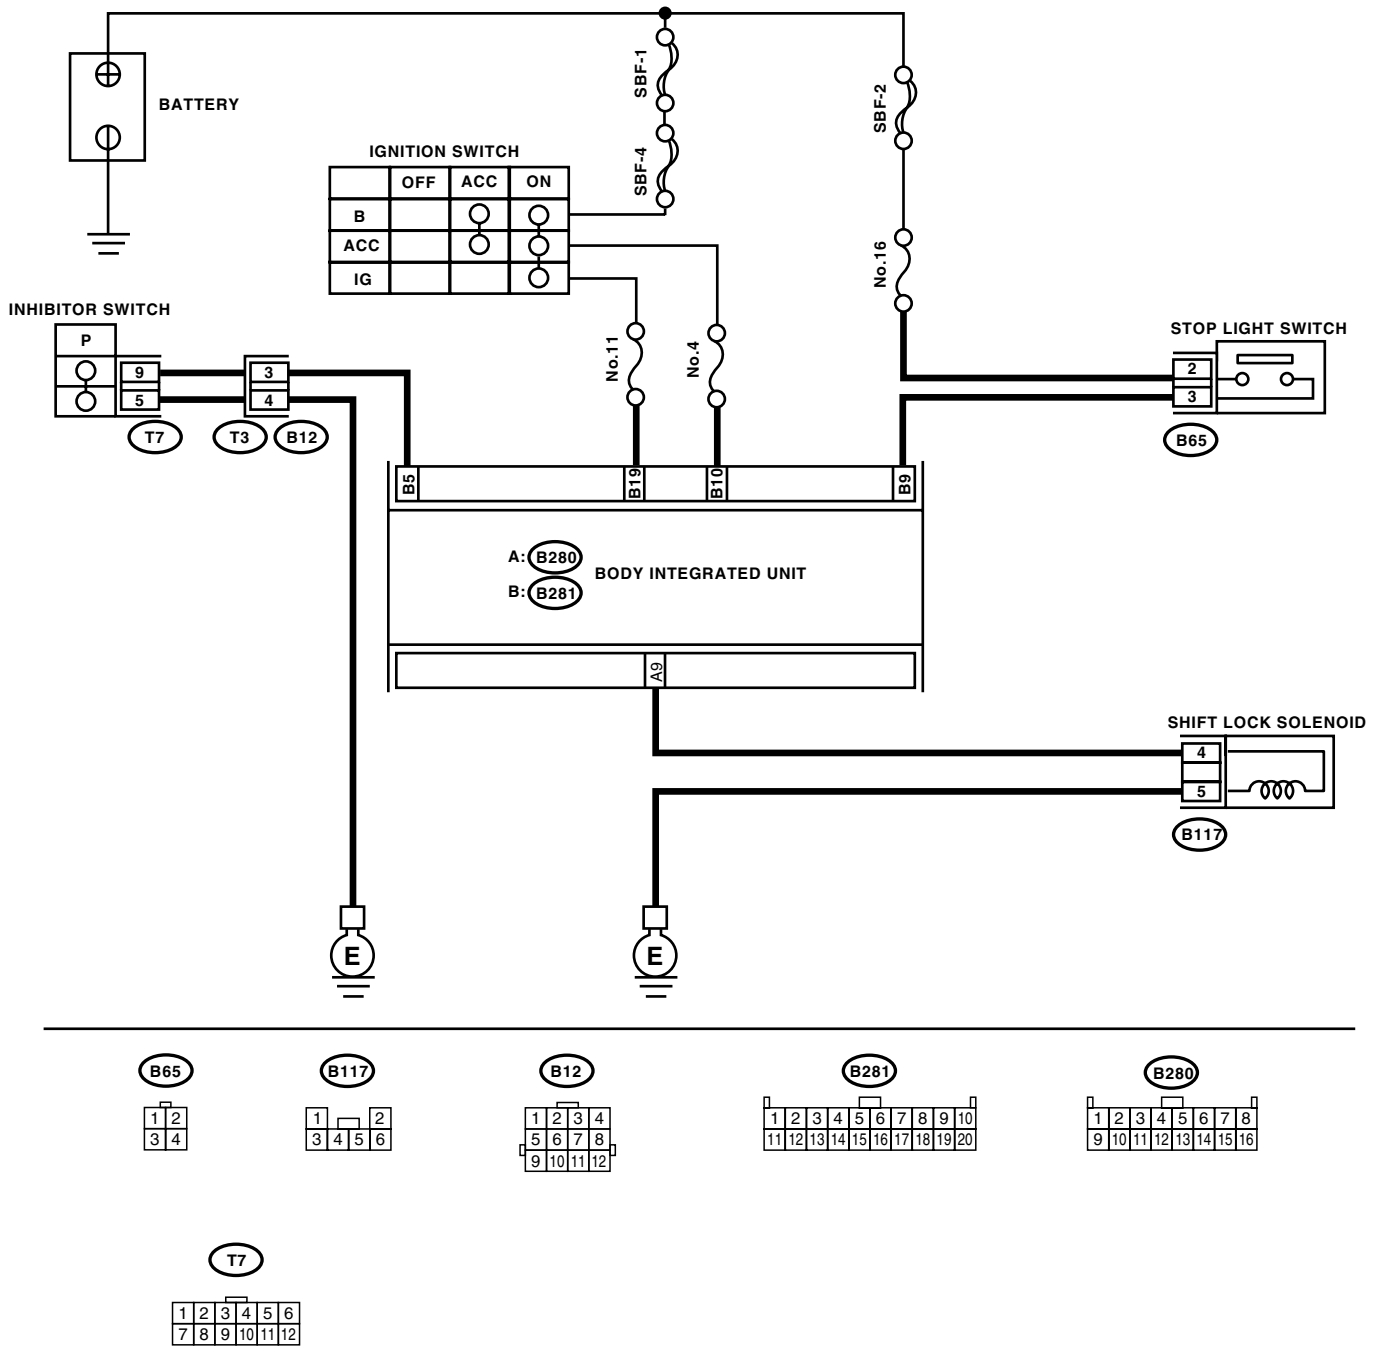 SBF-1
SBF-2
BATTERY
IGNITION SWITCH
SBF-4
OFF ACC ON
B
ACC
IG
No.16
INHIBITOR SWITCH
P
9
5
3
4
T7
T3
B12
No.11
No.4
STOP LIGHT SWITCH
2
3
B65
B5
B19
B10
B9
A: B280
B: B281
BODY INTEGRATED UNIT
A9
SHIFT LOCK SOLENOID
4
5
B117
E
E
B65
1 2
3 4
B117
1 2
3 4 5 6
B12
1 2 3 4
5 6 7 8
9 10 11 12
B281
1 2 3 4 5 6 7 8 9 10
11 12 13 14 15 16 17 18 19 20
B280
1 2 3 4 5 6 7 8
9 10 11 12 13 14 15 16
T7
1 2 3 4 5 6
7 8 9 10 11 12